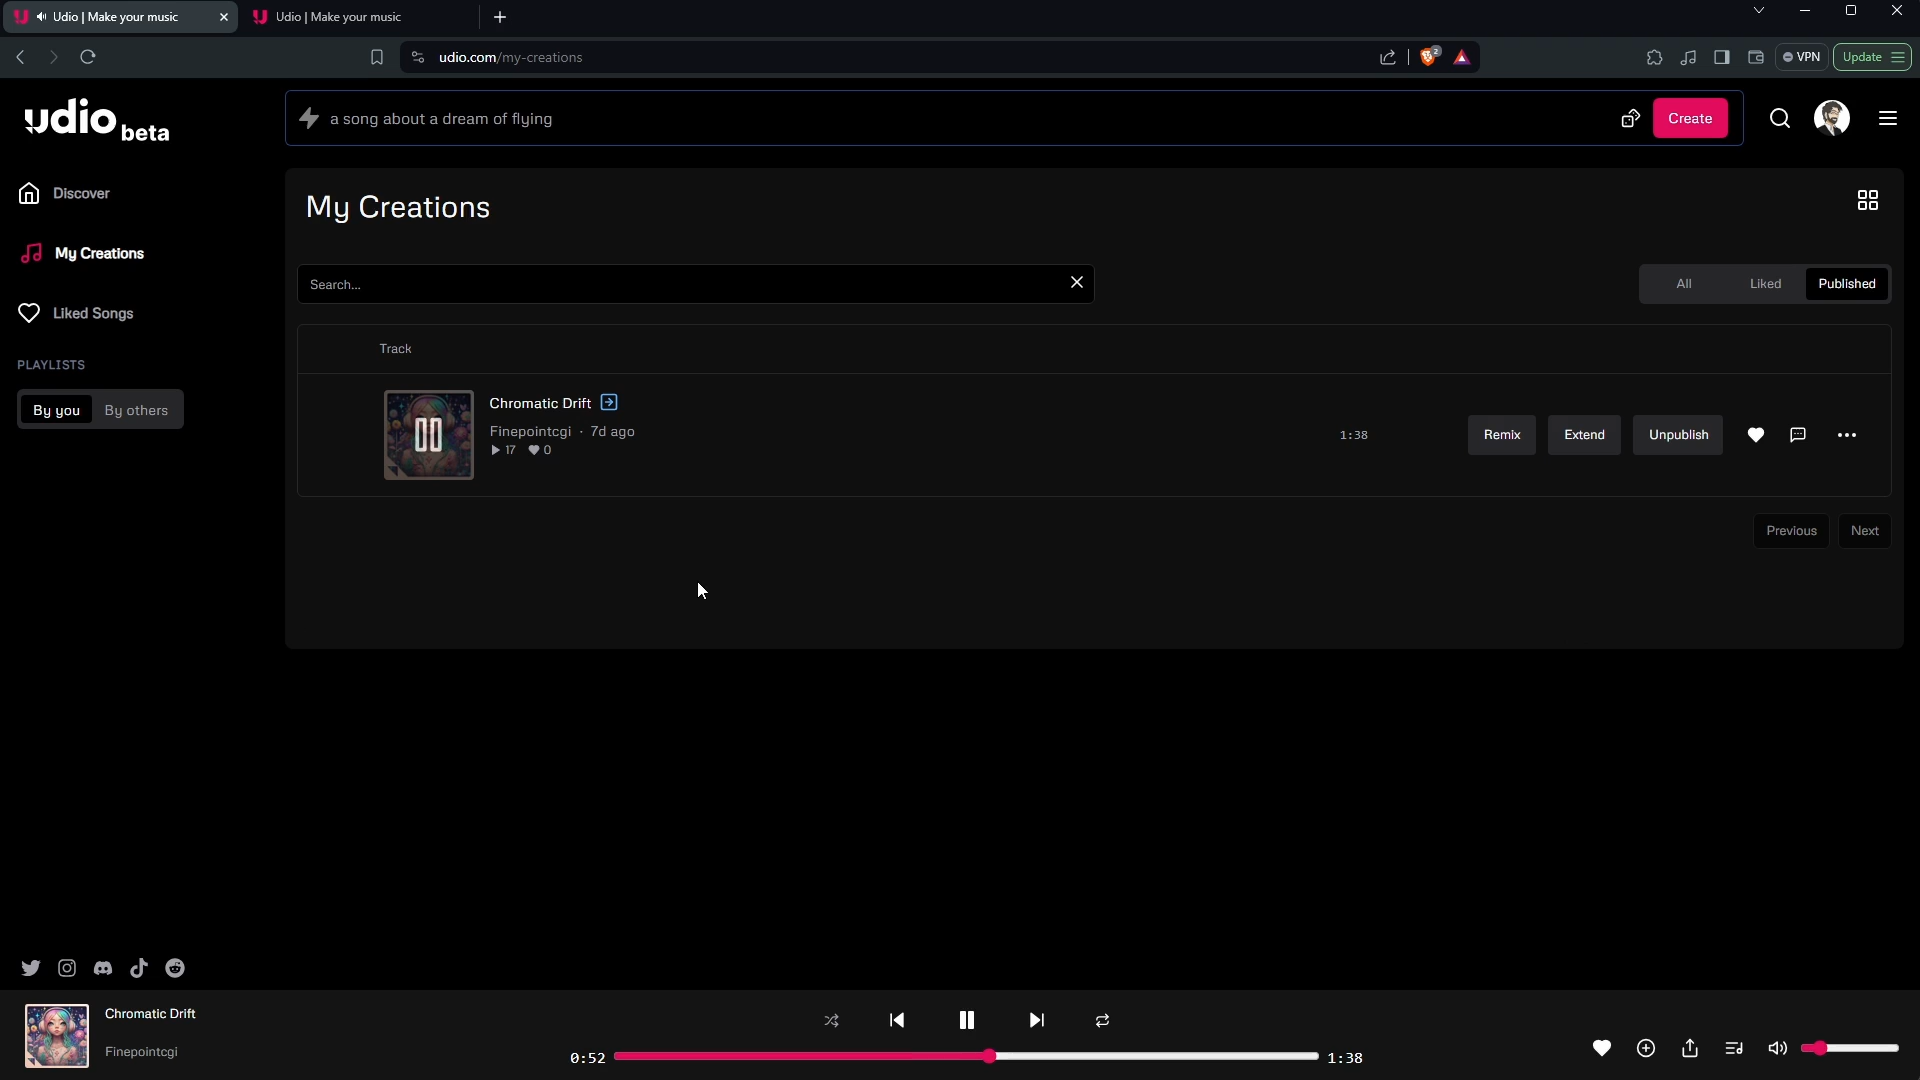 Udio | Make your music
Udio | Make your music
udio.com/my-creations
2
VPN
Update
udio beta
a song about a dream of flying
Create
Discover
My Creations
Liked Songs
PLAYLISTS
By you
By others
My Creations
Search...
All
Liked
Published
Track
Chromatic Drift
Finepointcgi · 7d ago
17
0
1:38
Remix
Extend
Unpublish
Previous
Next
Chromatic Drift
Finepointcgi
0:52
1:38